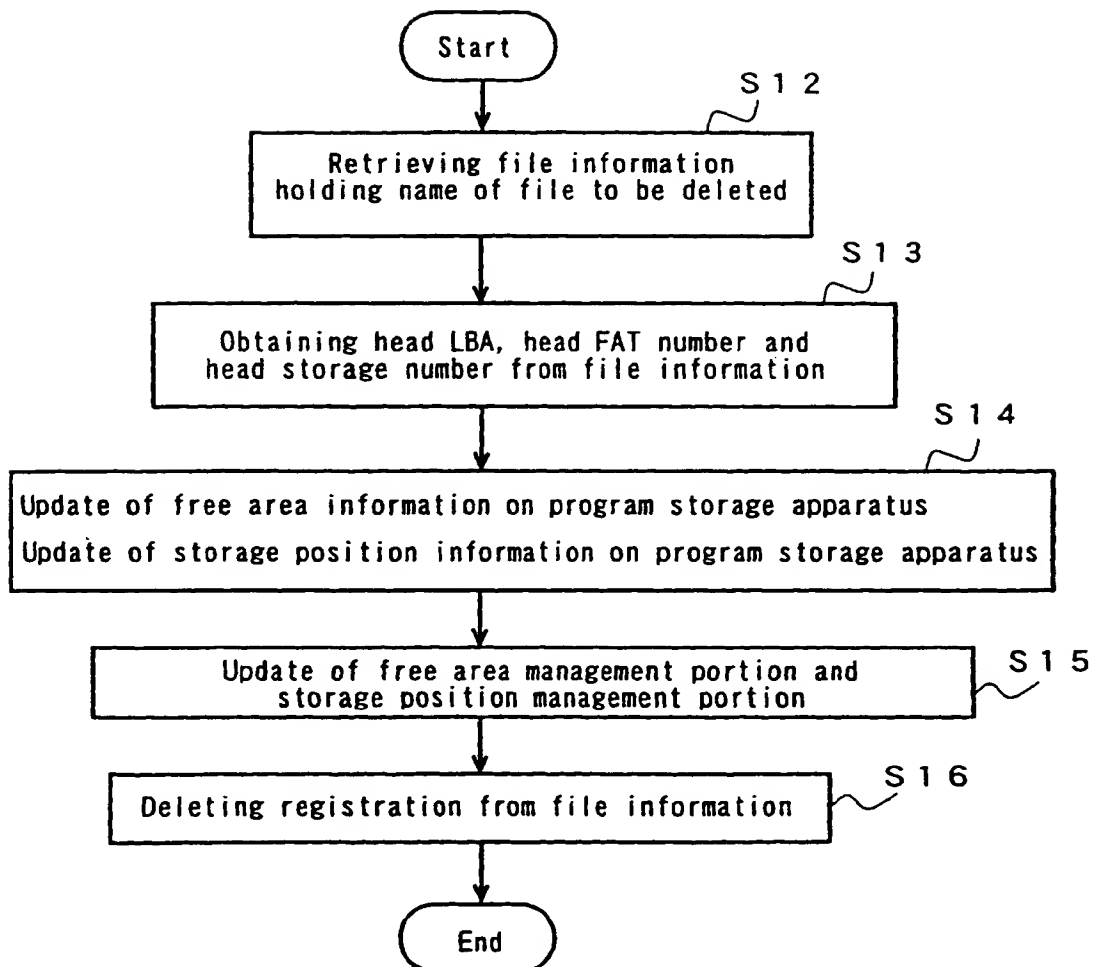 Start
S12
Retrieving file information
holding name of file to be deleted
S13
Obtaining head LBA, head FAT number and
head storage number from file information
S14
Update of free area information on program storage apparatus
Update of storage position information on program storage apparatus
S15
Update of free area management portion and
storage position management portion
S16
Deleting registration from file information
End